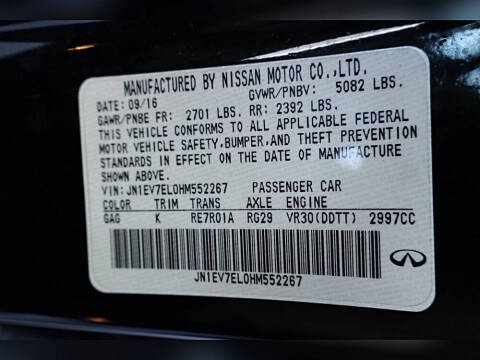 MANUFACTURED BY NISSAN MOTOR CO.,LTD.
DATE: 09/16 GVWR/PNBV: 5082 LBS.
GAWR/PNBE FR: 2701 LBS. RR: 2392 LBS.
THIS VEHICLE CONFORMS TO ALL APPLICABLE FEDERAL
MOTOR VEHICLE SAFETY,BUMPER,AND THEFT PREVENTION
STANDARDS IN EFFECT ON THE DATE OF MANUFACTURE
SHOWN ABOVE.
VIN:JN1EV7EL0HM552267 PASSENGER CAR
COLOR TRIM TRANS AXLE ENGINE
GAG K RE7R01A RG29 VR30(DDTT) 2997CC
JN1EV7EL0HM552267